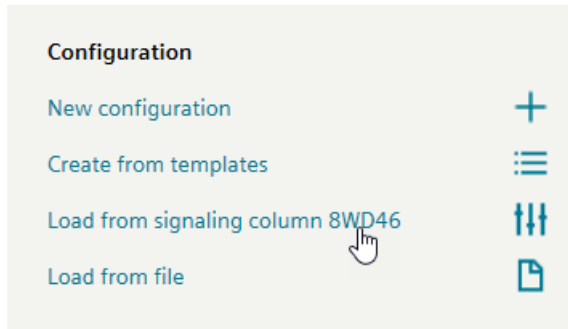 Configuration
New configuration
Create from templates
Load from signaling column 8WD46
Load from file